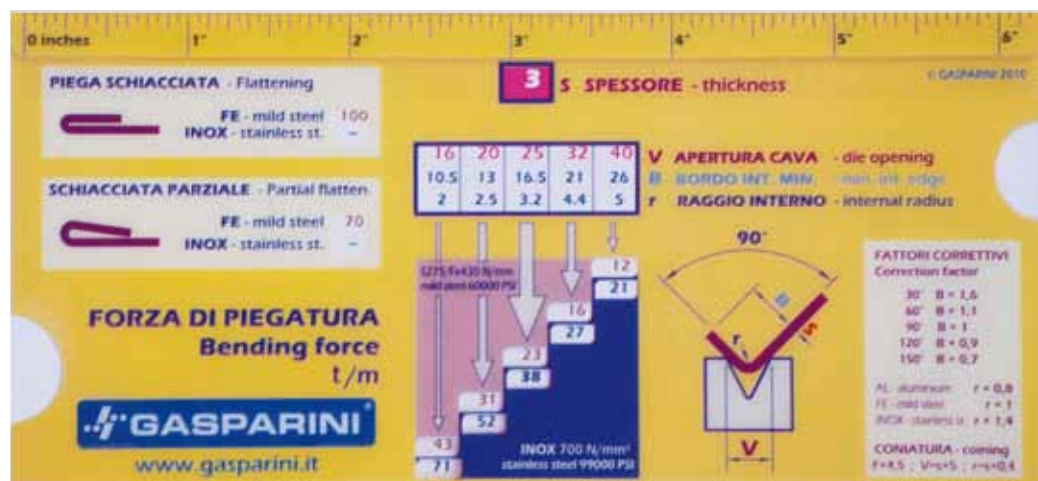 0 inches 1" 2" 3" 4" 5" 6"
PIEGA SCHIACCIATA - Flattening
FE - mild steel 100
INOX - stainless st. -
SCHIACCIATA PARZIALE - Partial flatten
FE - mild steel 70
INOX - stainless st. -
FORZA DI PIEGATURA
Bending force
t/m
GASPARINI
www.gasparini.it
3 S SPESSORE - thickness
© GASPARINI 2010
16 20 25 32 40 V APERTURA CAVA - die opening
10.5 13 16.5 21 26 B BORDO INT. MIN. - min. int. edge
2 2.5 3.2 4.4 5 r RAGGIO INTERNO - internal radius
mild steel 60000 PSI
12
21
16
27
23
38
31
52
43
71
INOX 700 N/mm²
stainless steel 99000 PSI
90°
B
S
r
V
FATTORI CORRETTIVI
Correction factor
30° B = 1,6
60° B = 1,1
90° B = 1
120° B = 0,9
150° B = 0,7
AL - aluminium r = 0,8
FE - mild steel r = 1
INOX - stainless st. r = 1,4
CONIATURA - coining